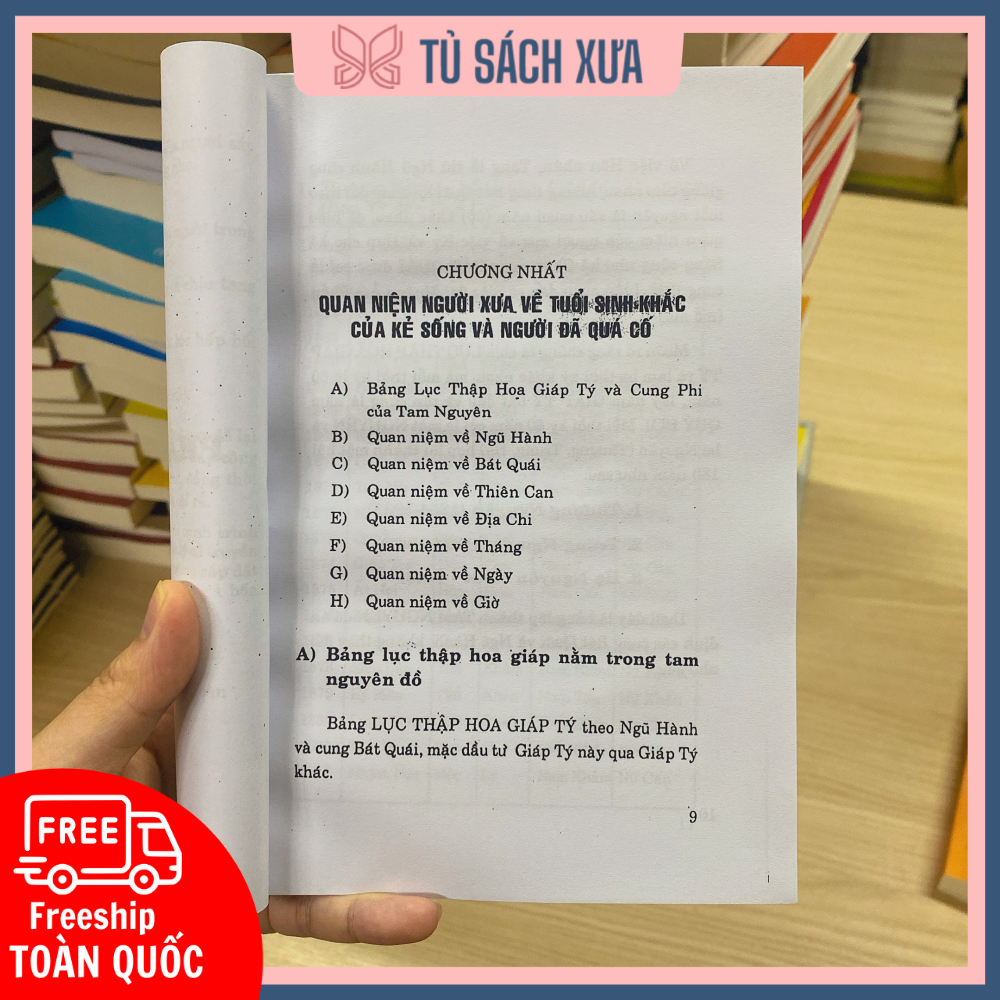 TỦ SÁCH XƯA
CHƯƠNG NHẤT
QUAN NIỆM NGƯỜI XƯA VỀ TUỔI SINH KHẮC
CỦA KẺ SỐNG VÀ NGƯỜI ĐÃ QUÁ CỐ
A) Bảng Lục Thập Hoa Giáp Tý và Cung Phi
của Tam Nguyên
B) Quan niệm về Ngũ Hành
C) Quan niệm về Bát Quái
D) Quan niệm về Thiên Can
E) Quan niệm về Địa Chi
F) Quan niệm về Tháng
G) Quan niệm về Ngày
H) Quan niệm về Giờ
A) Bảng lục thập hoa giáp nằm trong tam
nguyên đồ
Bảng LỤC THẬP HOA GIÁP TÝ theo Ngũ Hành
và cung Bát Quái, mặc dầu tư Giáp Tý này qua Giáp Tý
khác.
9
FREE
Freeship
TOÀN QUỐC